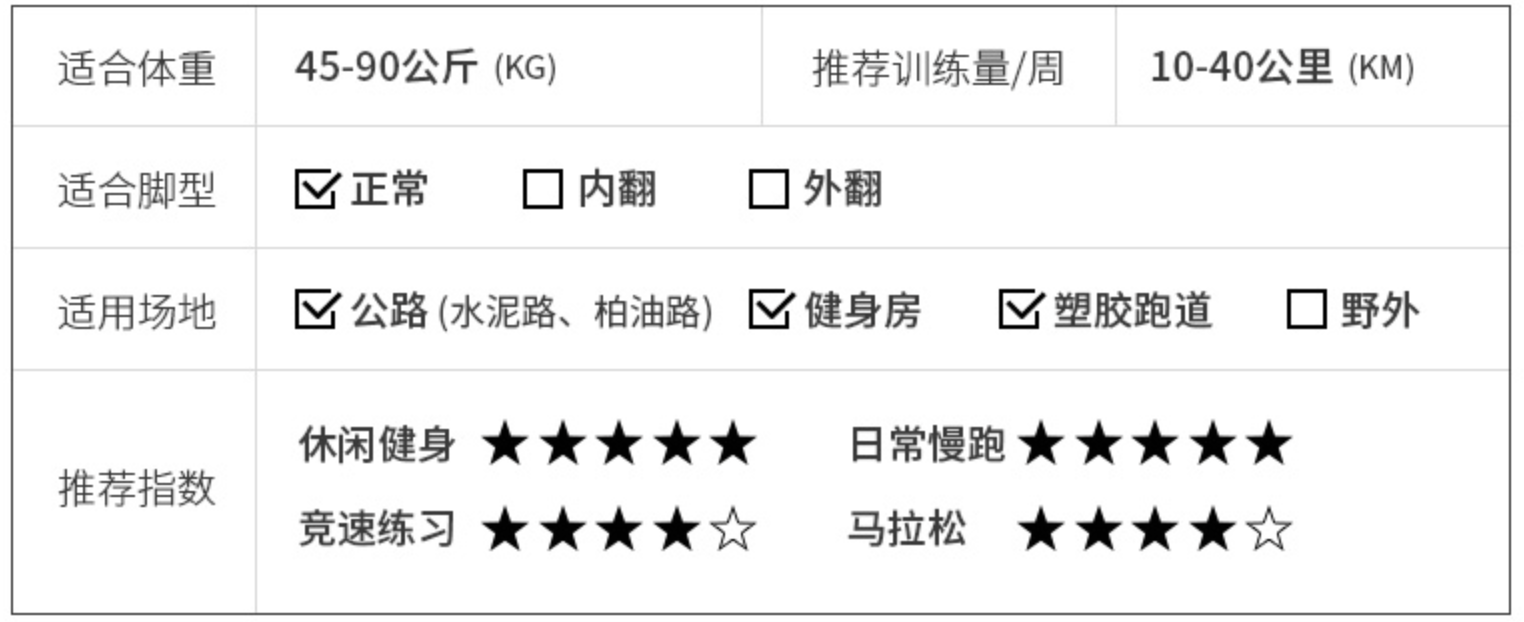 适合体重 45-90公斤 (KG) 推荐训练量/周 10-40公里 (KM)
适合脚型 ☑ 正常 ☐ 内翻 ☐ 外翻
适用场地 ☑ 公路 (水泥路、柏油路) ☑ 健身房 ☑ 塑胶跑道 ☐ 野外
推荐指数
休闲健身 ★★★★★ 日常慢跑 ★★★★★
竞速练习 ★★★★☆ 马拉松 ★★★★☆